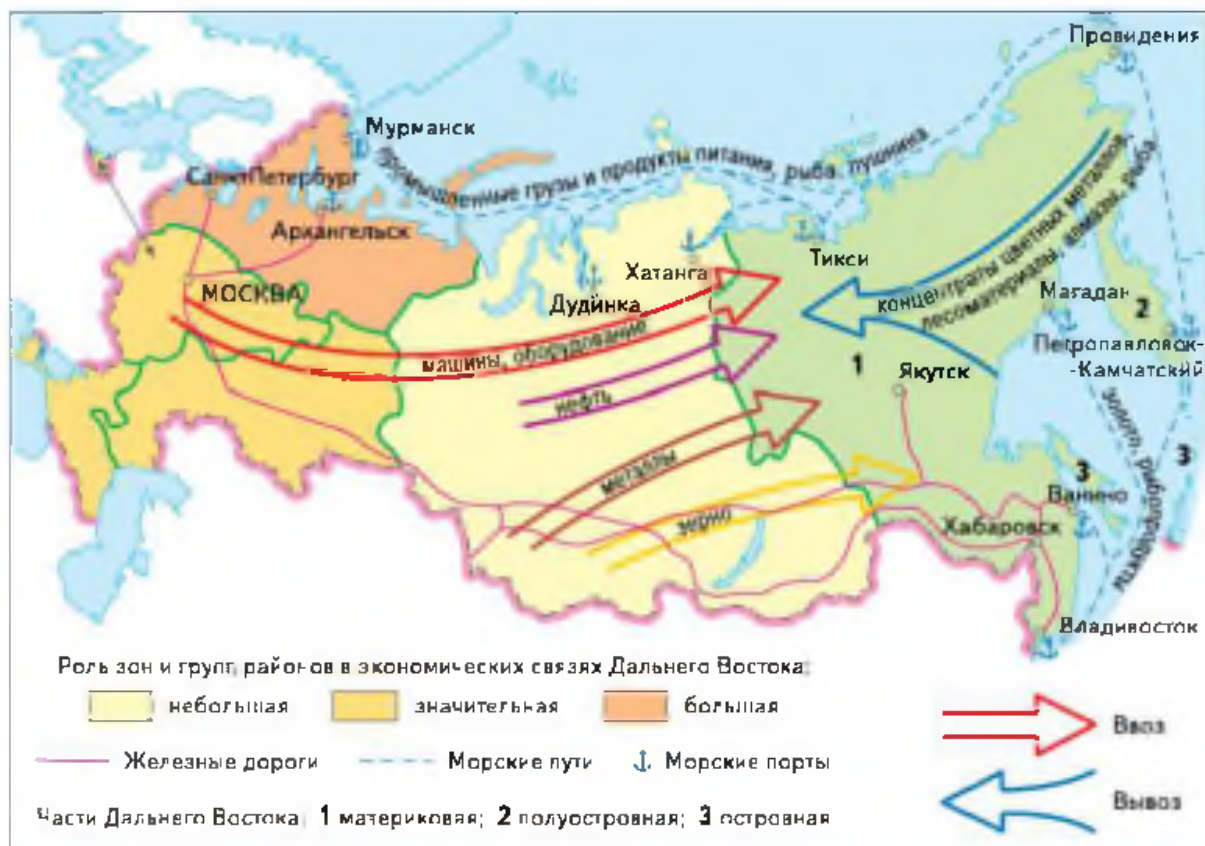 Провидения
Мурманск
промышленные грузы и продукты питания, рыба, пушнина
Санкт-Петербург
Архангельск
Хатанга
Тикси
концентраты цветных металлов,
лесоматериалы, алмазы, рыба
МОСКВА
Дудинка
Магадан
2
машины, оборудование
Петропавловск-
-Камчатский
1
Якутск
нефть
золото, рыбопродукты
металлы
3
3
Ванино
зерно
Хабаровск
Владивосток
Роль зон и групп районов в экономических связях Дальнего Востока:
небольшая
значительная
большая
Ввоз
Железные дороги
Морские пути
Морские порты
Вывоз
Части Дальнего Востока: 1 материковая; 2 полуостровная; 3 островная